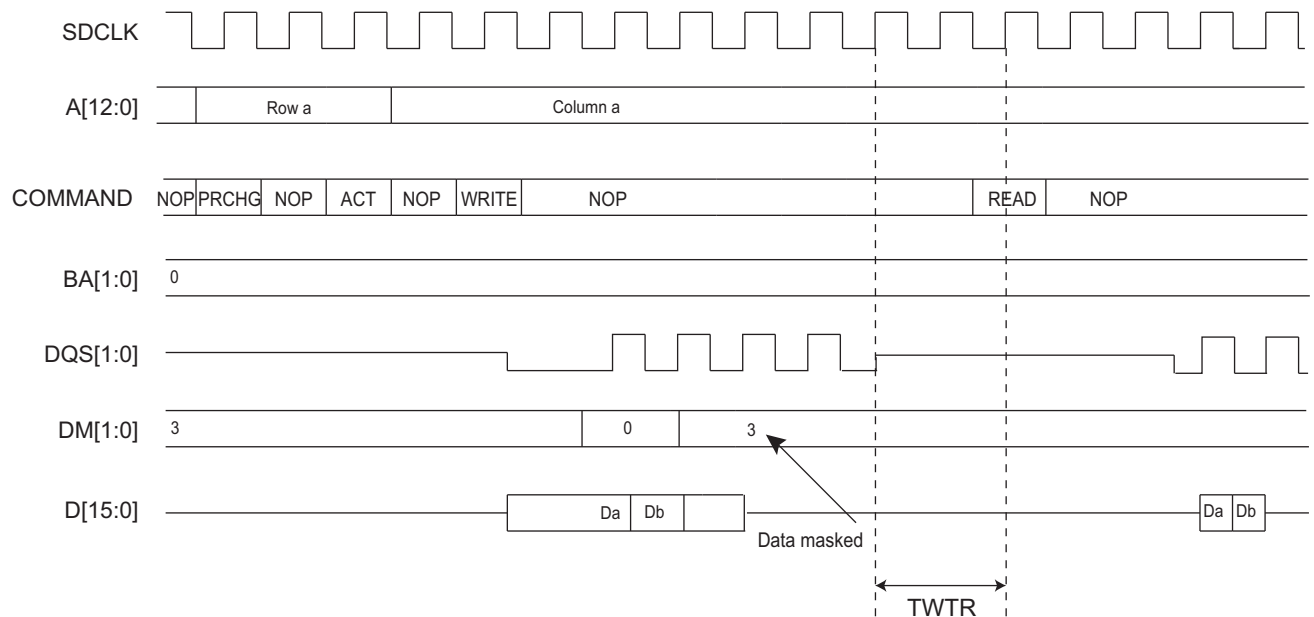 SDCLK
A[12:0] Row a Column a
COMMAND NOP PRCHG NOP ACT NOP WRITE NOP READ NOP
BA[1:0] 0
DQS[1:0]
DM[1:0] 3 0 3
D[15:0] Da Db Da Db
Data masked
TWTR